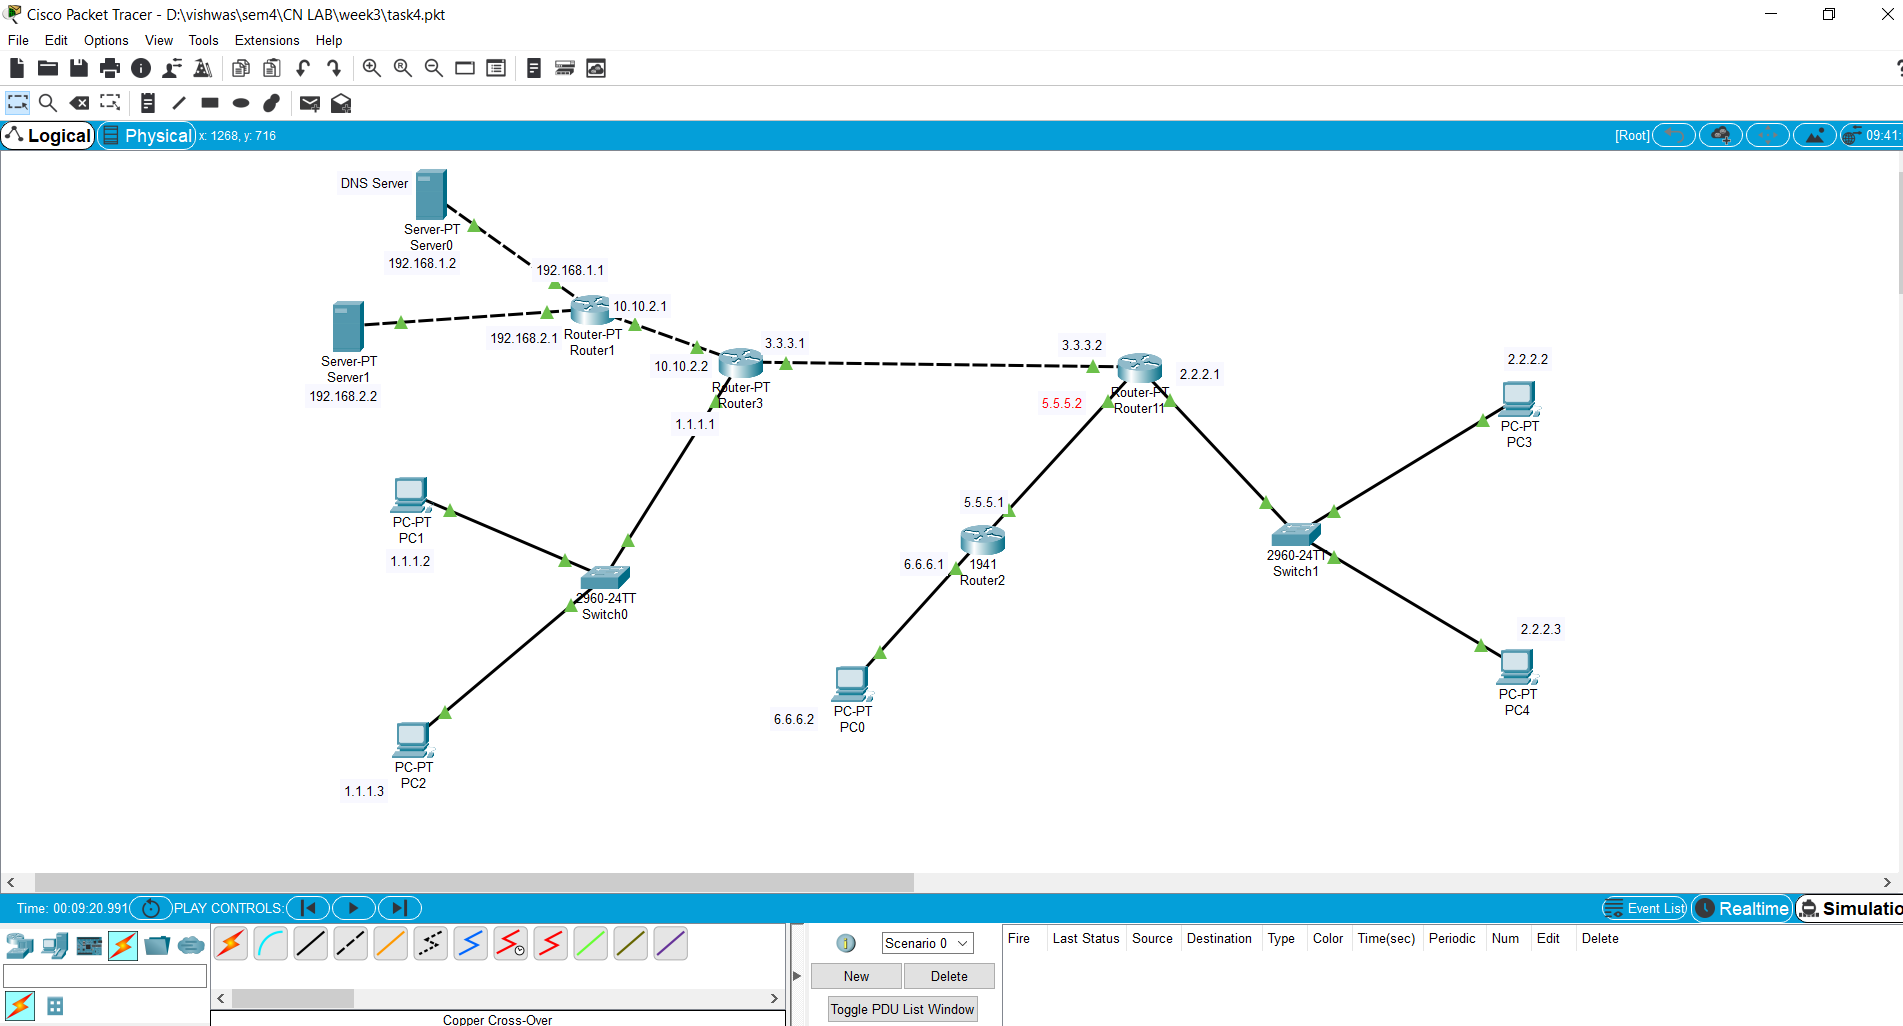 Cisco Packet Tracer - D:\vishwas\sem4\CN LAB\week3\task4.pkt
File Edit Options View Tools Extensions Help
Logical Physical x: 1268, y: 716
[Root] 09:41:
DNS Server
Server-PT
Server0
192.168.1.2
192.168.1.1
10.10.2.1
192.168.2.1
Router-PT
Router1
Server-PT
Server1
192.168.2.2
3.3.3.1
10.10.2.2
Router-PT
Router3
1.1.1.1
3.3.3.2
2.2.2.1
Router-PT
Router11
5.5.5.2
2.2.2.2
PC-PT
PC3
PC-PT
PC1
1.1.1.2
5.5.5.1
6.6.6.1
1941
Router2
2960-24TT
Switch1
2960-24TT
Switch0
2.2.2.3
PC-PT
PC4
PC-PT
PC0
6.6.6.2
PC-PT
PC2
1.1.1.3
Time: 00:09:20.991 PLAY CONTROLS:
Event List Realtime Simulatio
Scenario 0
New Delete
Toggle PDU List Window
Fire Last Status Source Destination Type Color Time(sec) Periodic Num Edit Delete
Copper Cross-Over